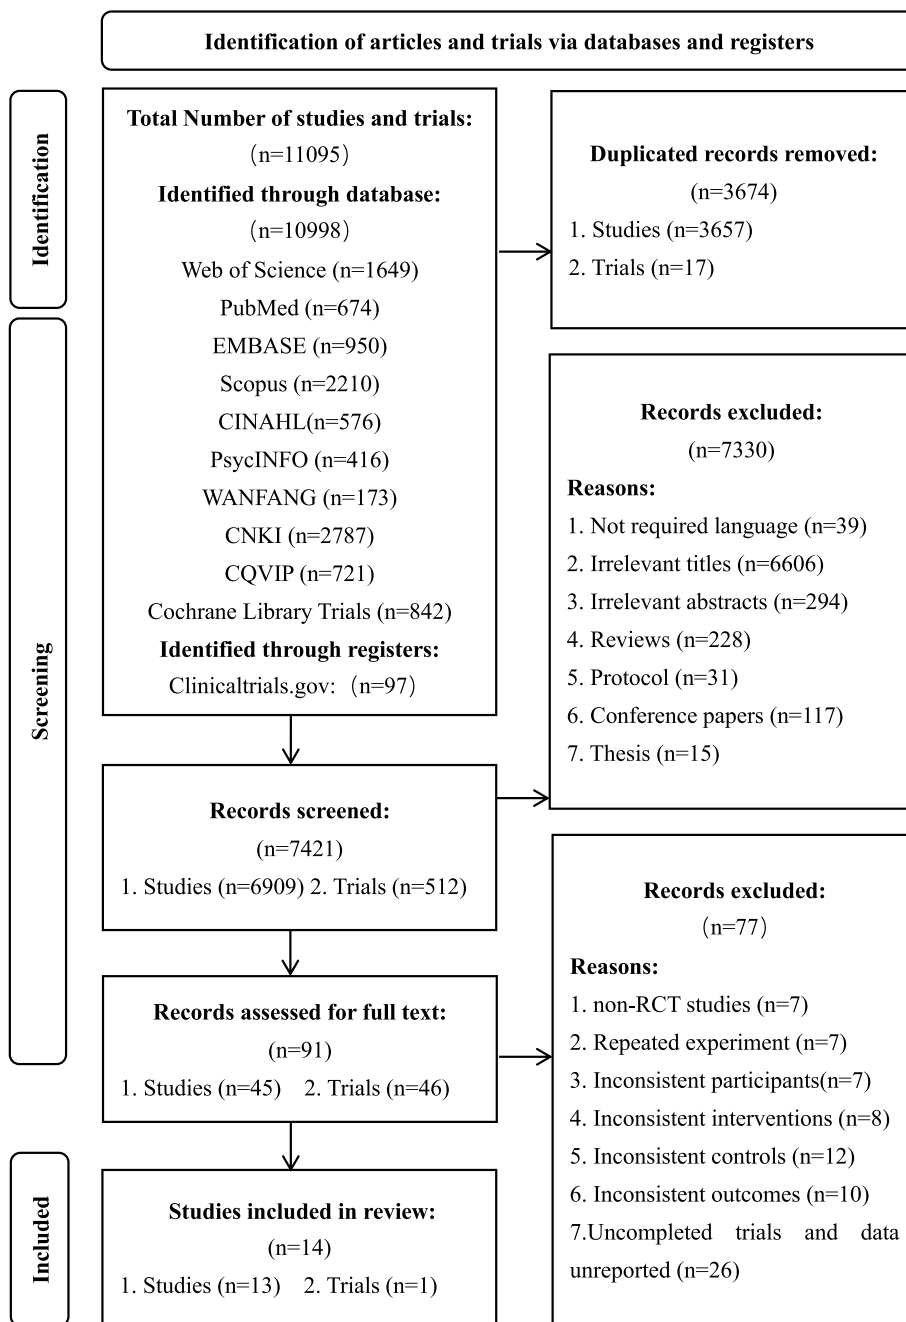 Identification of articles and trials via databases and registers
Identification
Total Number of studies and trials:
(n=11095)
Identified through database:
(n=10998)
Web of Science (n=1649)
PubMed (n=674)
EMBASE (n=950)
Scopus (n=2210)
CINAHL(n=576)
PsycINFO (n=416)
WANFANG (n=173)
CNKI (n=2787)
CQVIP (n=721)
Cochrane Library Trials (n=842)
Identified through registers:
Clinicaltrials.gov: (n=97)
Duplicated records removed:
(n=3674)
1. Studies (n=3657)
2. Trials (n=17)
Screening
Records excluded:
(n=7330)
Reasons:
1. Not required language (n=39)
2. Irrelevant titles (n=6606)
3. Irrelevant abstracts (n=294)
4. Reviews (n=228)
5. Protocol (n=31)
6. Conference papers (n=117)
7. Thesis (n=15)
Records screened:
(n=7421)
1. Studies (n=6909) 2. Trials (n=512)
Records assessed for full text:
(n=91)
1. Studies (n=45) 2. Trials (n=46)
Records excluded:
(n=77)
Reasons:
1. non-RCT studies (n=7)
2. Repeated experiment (n=7)
3. Inconsistent participants(n=7)
4. Inconsistent interventions (n=8)
5. Inconsistent controls (n=12)
6. Inconsistent outcomes (n=10)
7.Uncompleted trials and data
unreported (n=26)
Included
Studies included in review:
(n=14)
1. Studies (n=13) 2. Trials (n=1)